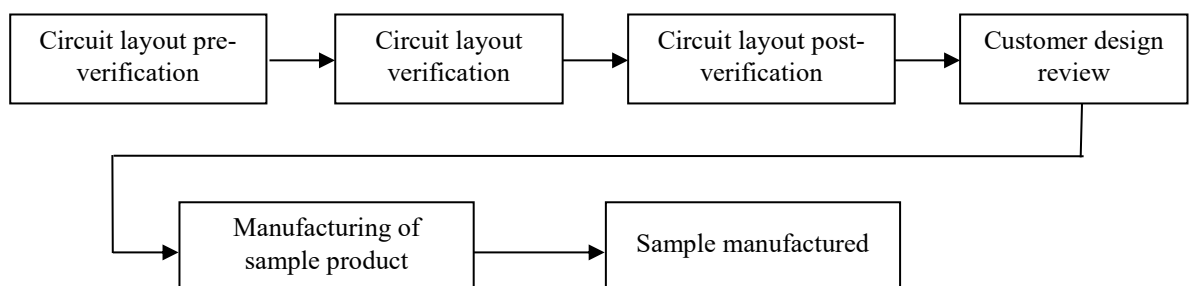 Circuit layout pre-
verification
Circuit layout
verification
Circuit layout post-
verification
Customer design
review
Manufacturing of
sample product
Sample manufactured